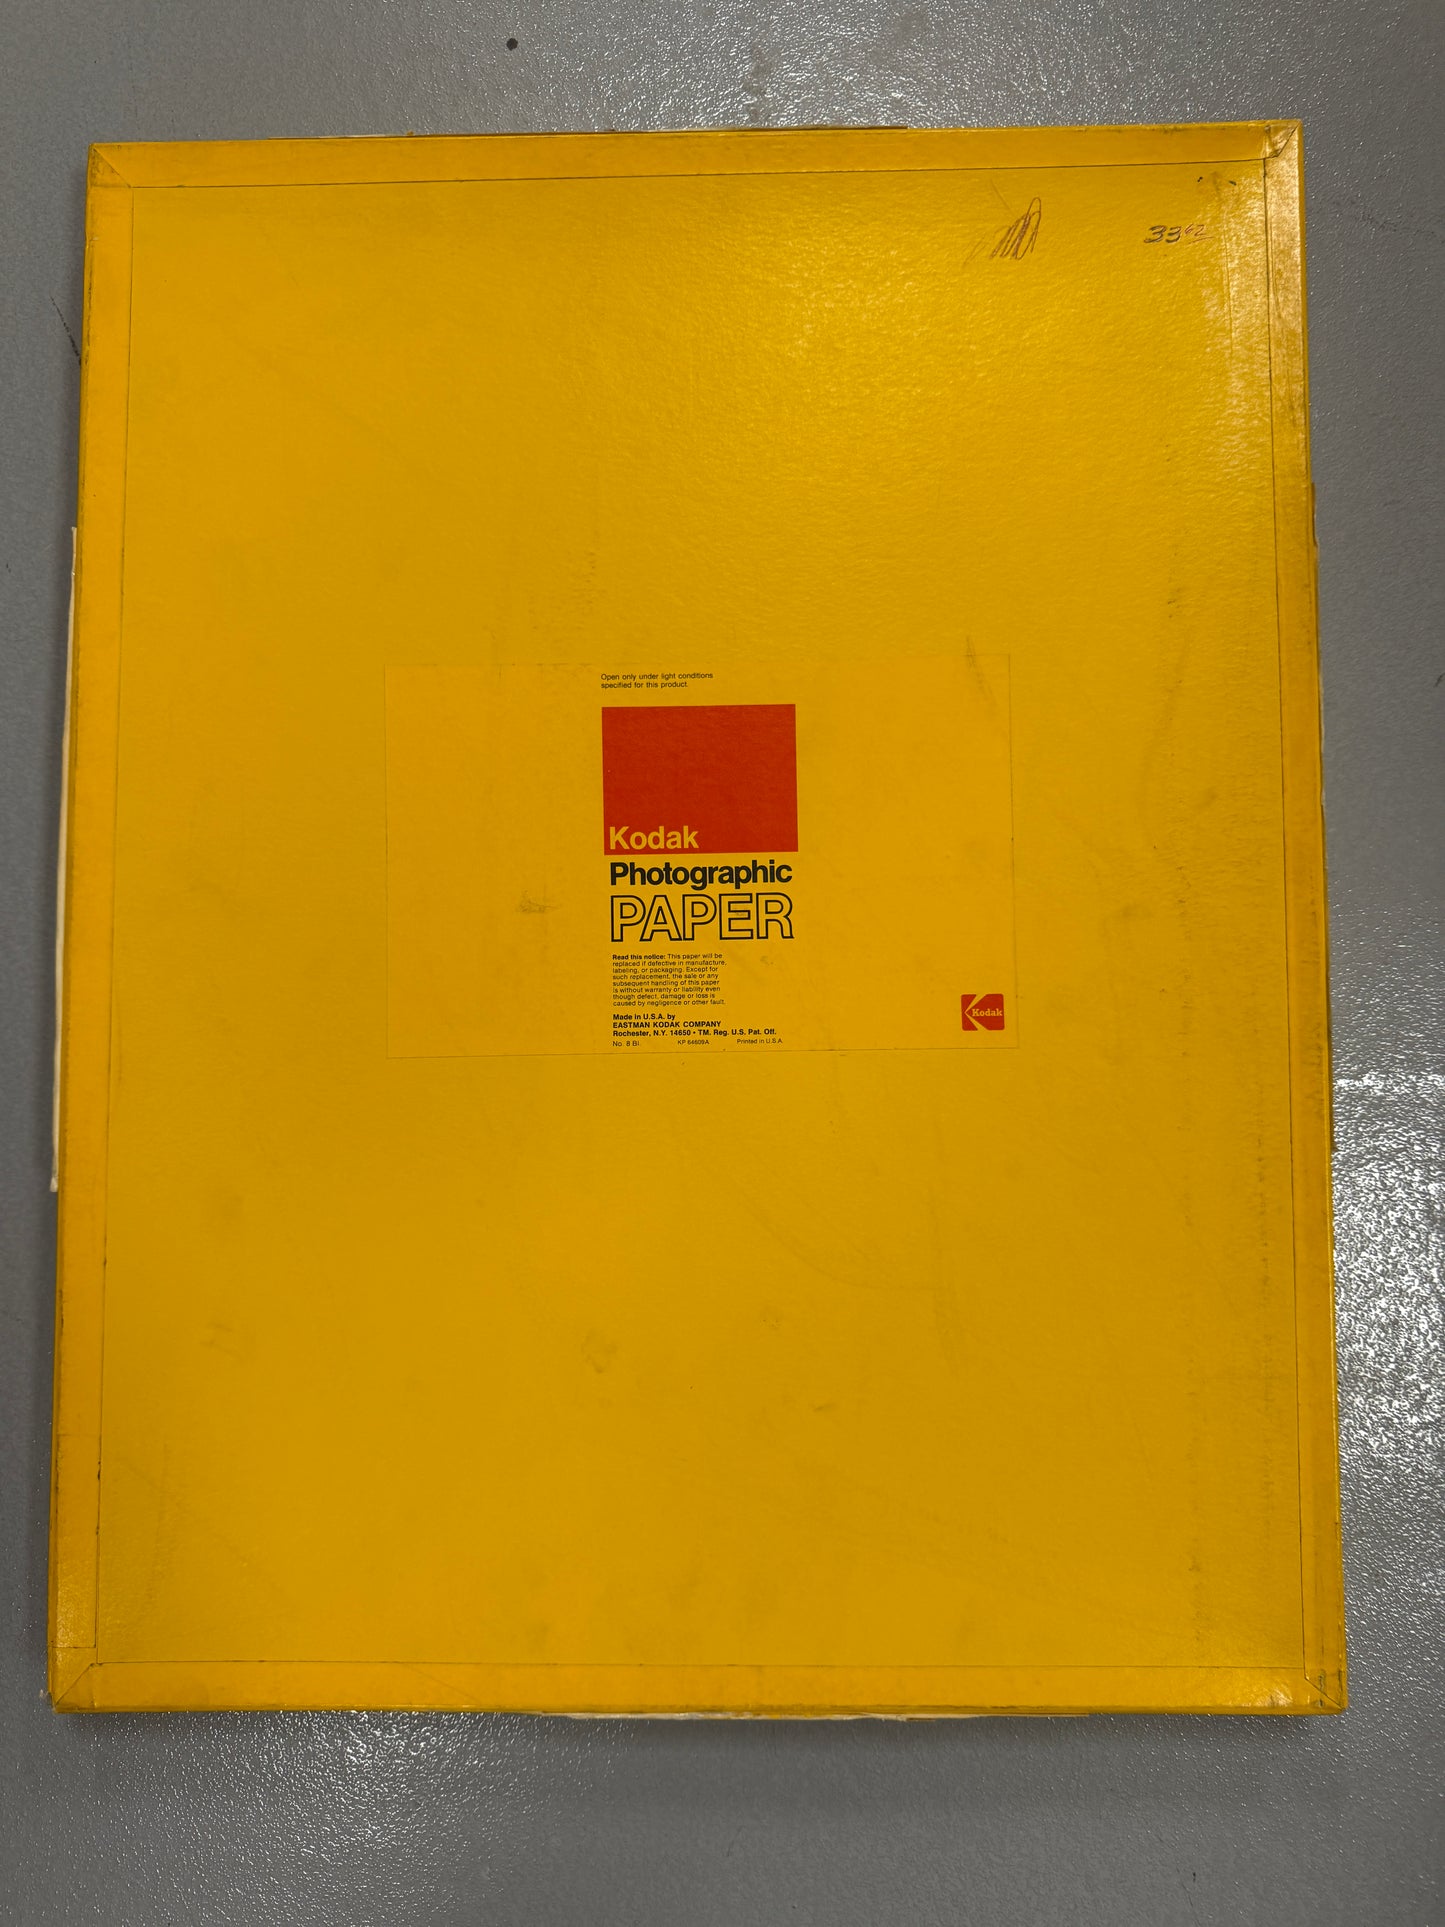 33 62
Open only under light conditions
specified for this product.
Kodak
Photographic
PAPER
Read this notice: This paper will be
replaced if defective in manufacture,
labeling, or packaging. Except for
such replacement, the sale or any
subsequent handling of this paper
is without warranty or liability even
though defect, damage or loss is
caused by negligence or other fault.
Made in U.S.A. by
EASTMAN KODAK COMPANY
Rochester, N.Y. 14650 • TM. Reg. U.S. Pat. Off.
No. 8 Bl. KP 64609A Printed in U.S.A.
Kodak